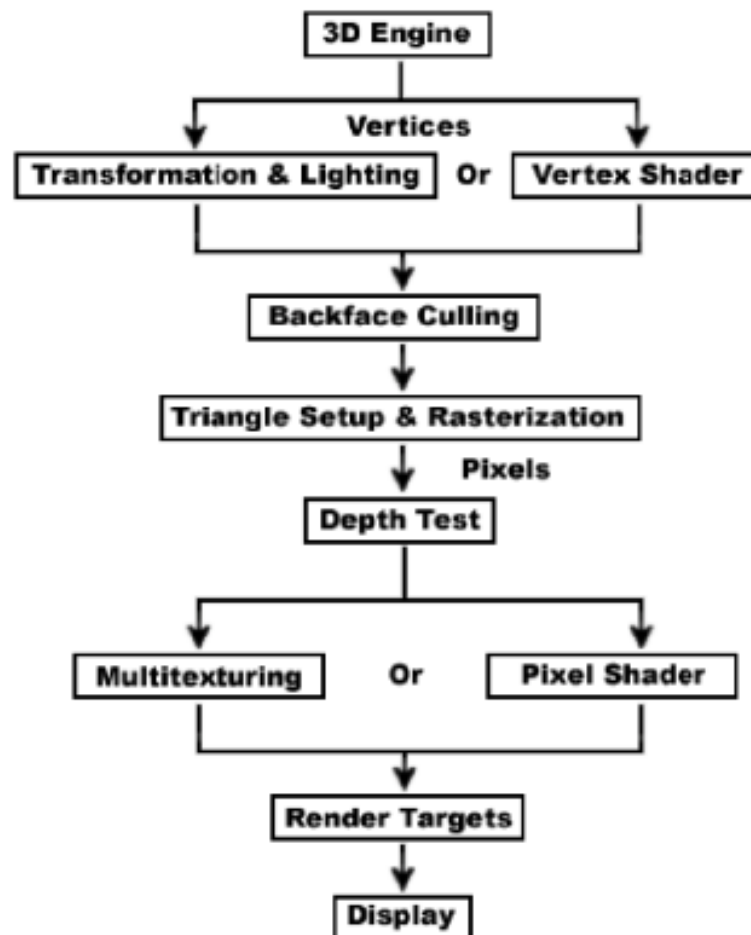 3D Engine
Vertices
Transformation & Lighting Or Vertex Shader
Backface Culling
Triangle Setup & Rasterization
Pixels
Depth Test
Multitexturing Or Pixel Shader
Render Targets
Display